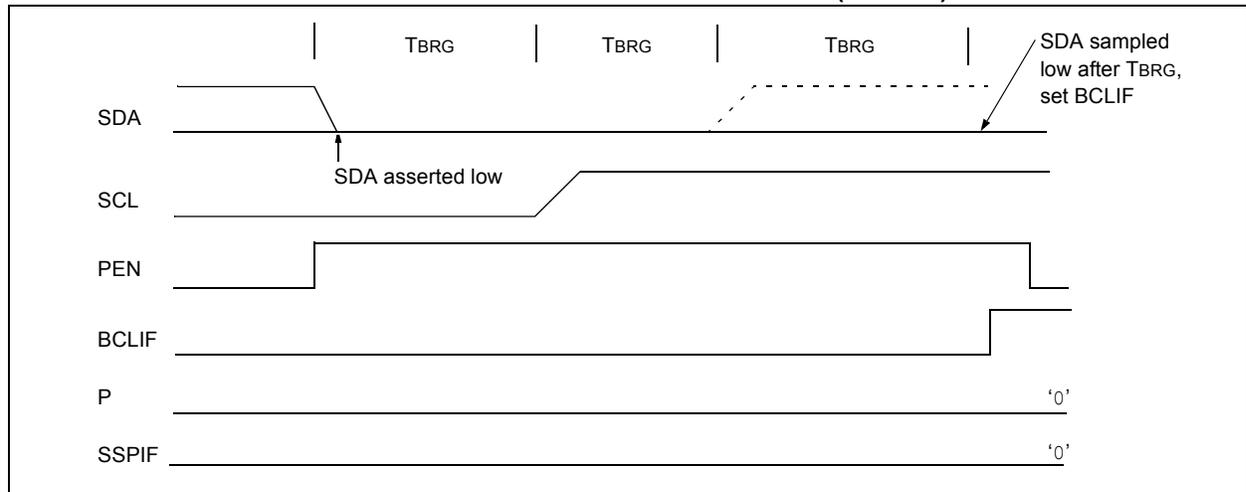 TBRG
TBRG
TBRG
SDA sampled
low after TBRG,
set BCLIF
SDA
SDA asserted low
SCL
PEN
BCLIF
P
‘0’
SSPIF
‘0’